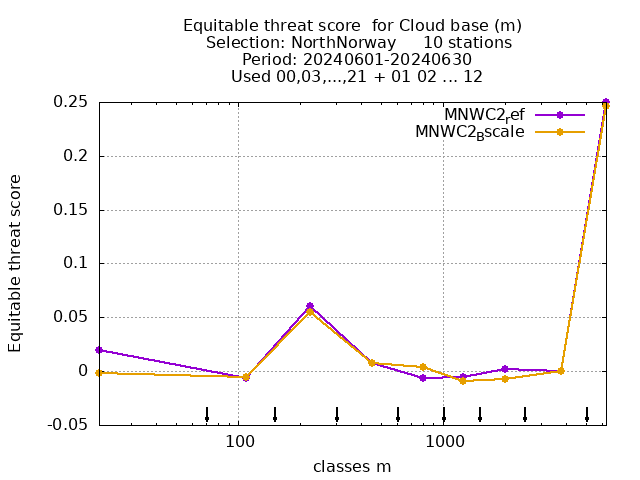 Equitable threat score  for Cloud base (m)
Selection: NorthNorway     10 stations
Period: 20240601-20240630
Used 00,03,...,21 + 01 02 ... 12
MNWC2ref
MNWC2Bscale
Equitable threat score
0.25
0.2
0.15
0.1
0.05
0
-0.05
100
1000
classes m